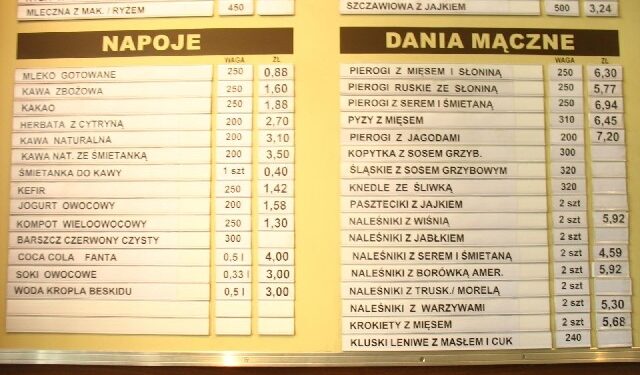 MLECZNA Z MAK. / RYZEM 450
NAPOJE
WAGA ZŁ
MLEKO GOTOWANE 250 0,88
KAWA ZBOŻOWA 250 1,60
KAKAO 250 1,88
HERBATA Z CYTRYNĄ 200 2,70
KAWA NATURALNA 200 3,10
KAWA NAT. ZE ŚMIETANKĄ 200 3,50
ŚMIETANKA DO KAWY 1 szt 0,40
KEFIR 250 1,42
JOGURT OWOCOWY 200 1,58
KOMPOT WIELOOWOCOWY 250 1,30
BARSZCZ CZERWONY CZYSTY 300
COCA COLA FANTA 0,5 l 4,00
SOKI OWOCOWE 0,33 l 3,00
WODA KROPLA BESKIDU 0,5 l 3,00
SZCZAWIOWA Z JAJKIEM 500 3,24
DANIA MĄCZNE
WAGA ZŁ
PIEROGI Z MIĘSEM I SŁONINĄ 250 6,30
PIEROGI RUSKIE ZE SŁONINĄ 250 5,77
PIEROGI Z SEREM I ŚMIETANĄ 250 6,94
PYZY Z MIĘSEM 310 6,45
PIEROGI Z JAGODAMI 200 7,20
KOPYTKA Z SOSEM GRZYB. 300
ŚLĄSKIE Z SOSEM GRZYBOWYM 320
KNEDLE ZE ŚLIWKĄ 320
PASZTECIKI Z JAJKIEM 2 szt
NALEŚNIKI Z WIŚNIĄ 2 szt 5,92
NALEŚNIKI Z JABŁKIEM 2 szt
NALEŚNIKI Z SEREM I ŚMIETANĄ 2 szt 4,59
NALEŚNIKI Z BORÓWKĄ AMER. 2 szt 5,92
NALEŚNIKI Z TRUSK./ MORELĄ 2 szt
NALEŚNIKI Z WARZYWAMI 2 szt 5,30
KROKIETY Z MIĘSEM 2 szt 5,68
KLUSKI LENIWE Z MASŁEM I CUK 240